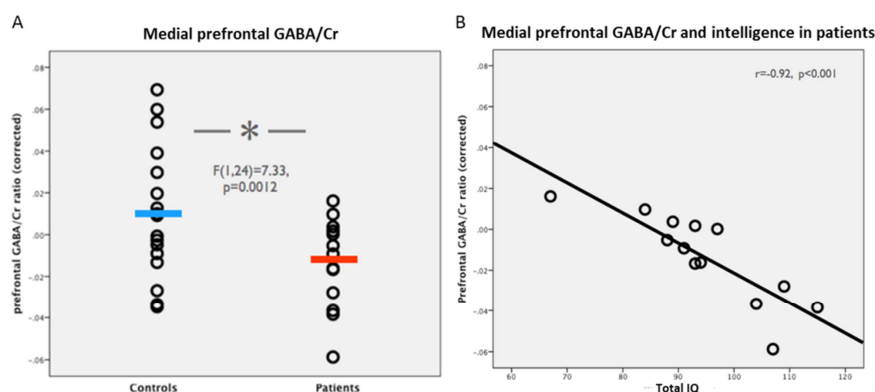 A
Medial prefrontal GABA/Cr
prefrontal GABA/Cr ratio (corrected)
.08
.06
.04
.02
.00
-.02
-.04
-.06
F(1,24)=7.33,
p=0.0012
Controls
Patients
B
Medial prefrontal GABA/Cr and intelligence in patients
Prefrontal GABA/Cr ratio (corrected)
.08
.06
.04
.02
.00
-.02
-.04
-.06
r=-0.92, p<0.001
60
70
80
90
100
110
120
Total IQ